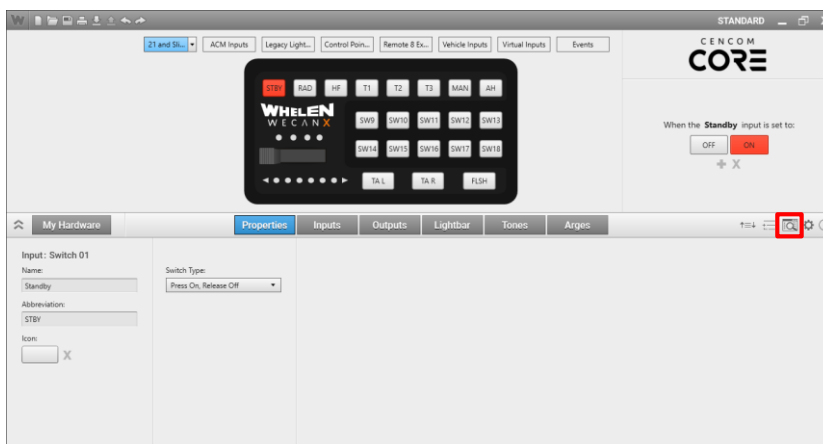 W STANDARD
21 and Sli... ACM Inputs Legacy Light... Control Poin... Remote 8 Ex... Vehicle Inputs Virtual Inputs Events
CENCOM
CORE
STBY RAD HF T1 T2 T3 MAN AH
WHELEN
WECANX
SW9 SW10 SW11 SW12 SW13
SW14 SW15 SW16 SW17 SW18
TA L TA R FLSH
When the Standby input is set to:
OFF ON
My Hardware Properties Inputs Outputs Lightbar Tones Arges
Input: Switch 01
Name:
Standby
Abbreviation:
STBY
Icon:
X
Switch Type:
Press On, Release Off